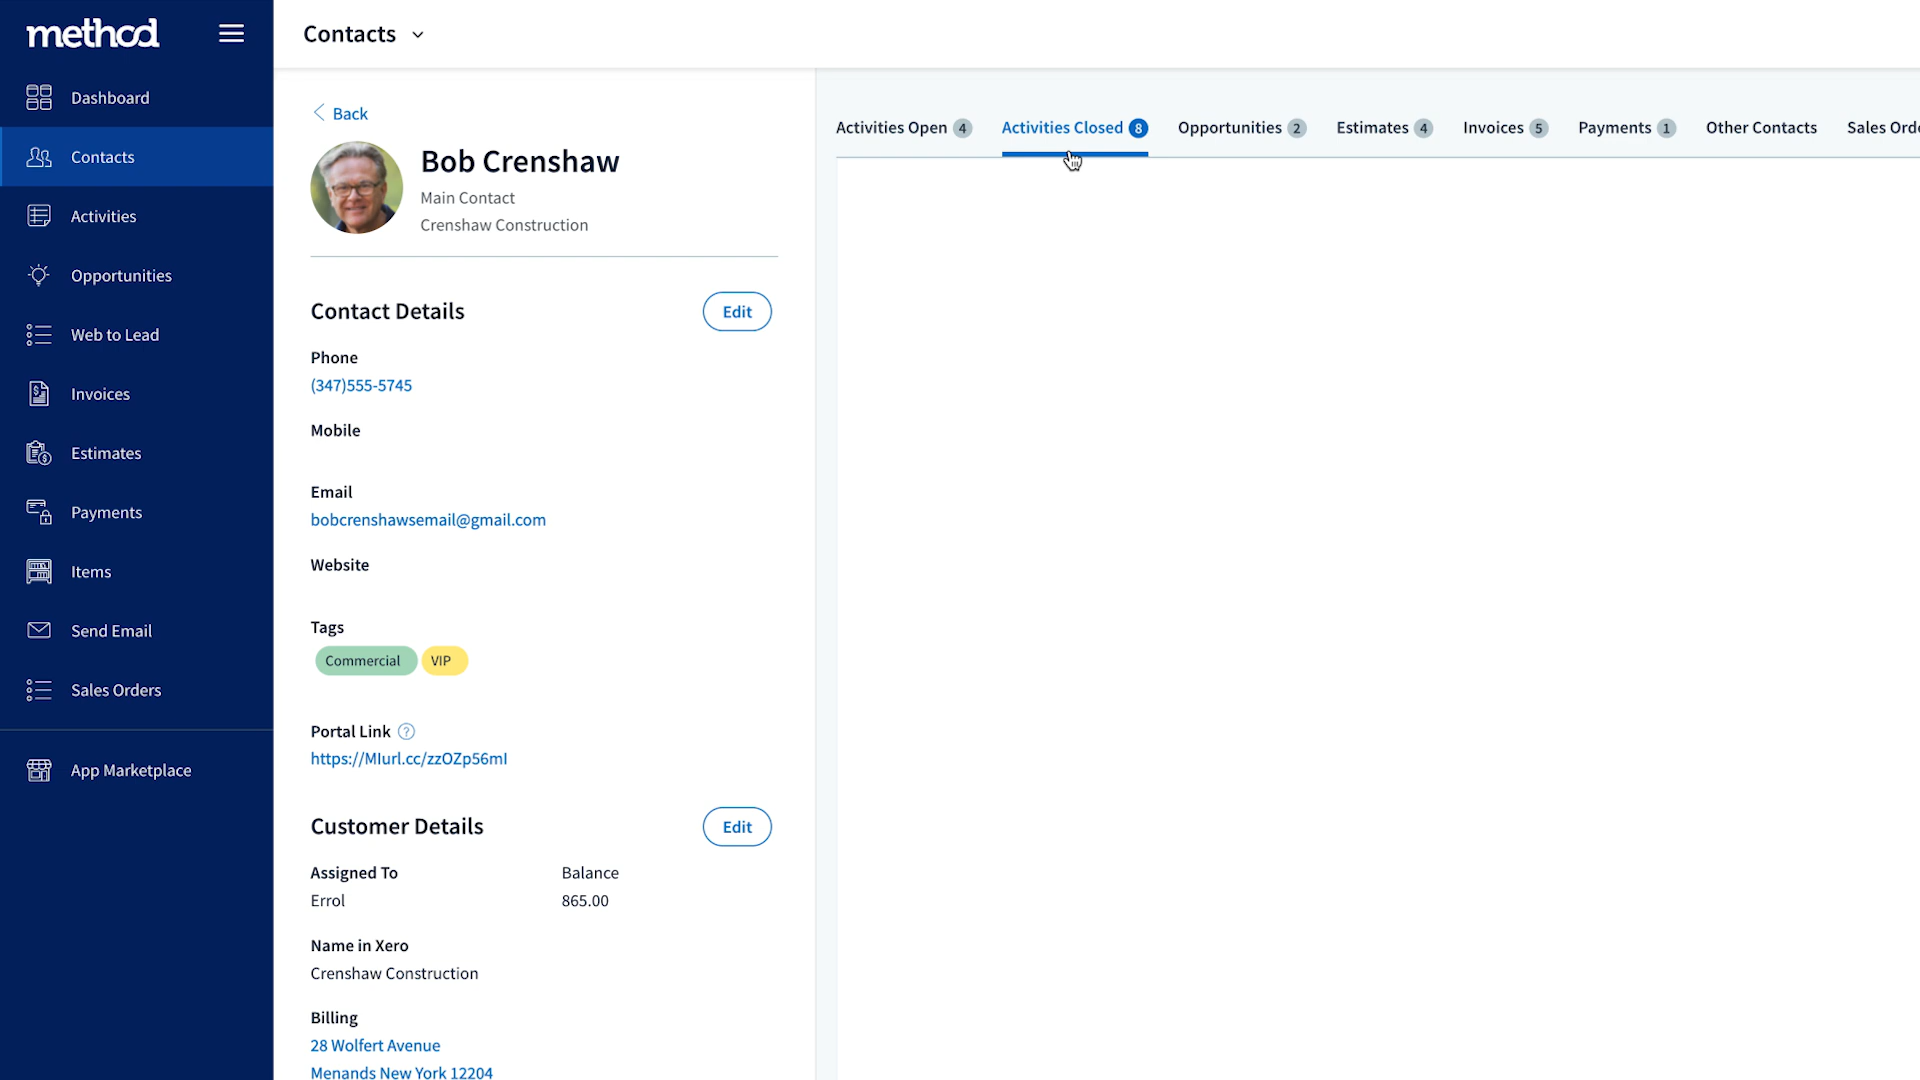 method
Dashboard
Contacts
Activities
Opportunities
Web to Lead
Invoices
Estimates
Payments
Items
Send Email
Sales Orders
App Marketplace
Contacts
Back
Bob Crenshaw
Main Contact
Crenshaw Construction
Contact Details
Edit
Phone
(347)555-5745
Mobile
Email
bobcrenshawsemail@gmail.com
Website
Tags
Commercial VIP
Portal Link ?
https://MIurl.cc/zzOZp56mI
Customer Details
Edit
Assigned To Balance
Errol 865.00
Name in Xero
Crenshaw Construction
Billing
28 Wolfert Avenue
Menands New York 12204
Activities Open 4 Activities Closed 8 Opportunities 2 Estimates 4 Invoices 5 Payments 1 Other Contacts Sales Orde